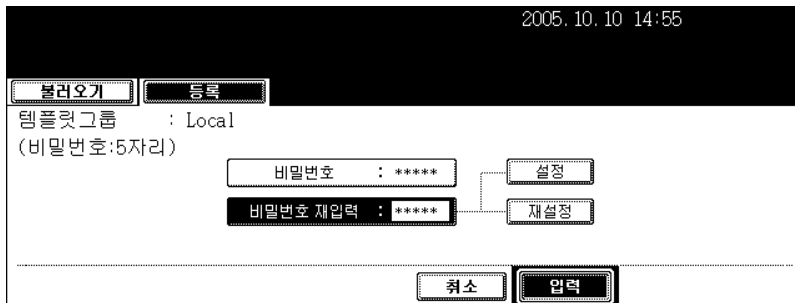 2005.10.10 14:55
불러오기 등록
템플릿그룹 : Local
(비밀번호:5자리)
비밀번호 : ***** 설정
비밀번호 재입력 : ***** 재설정
취소 입력